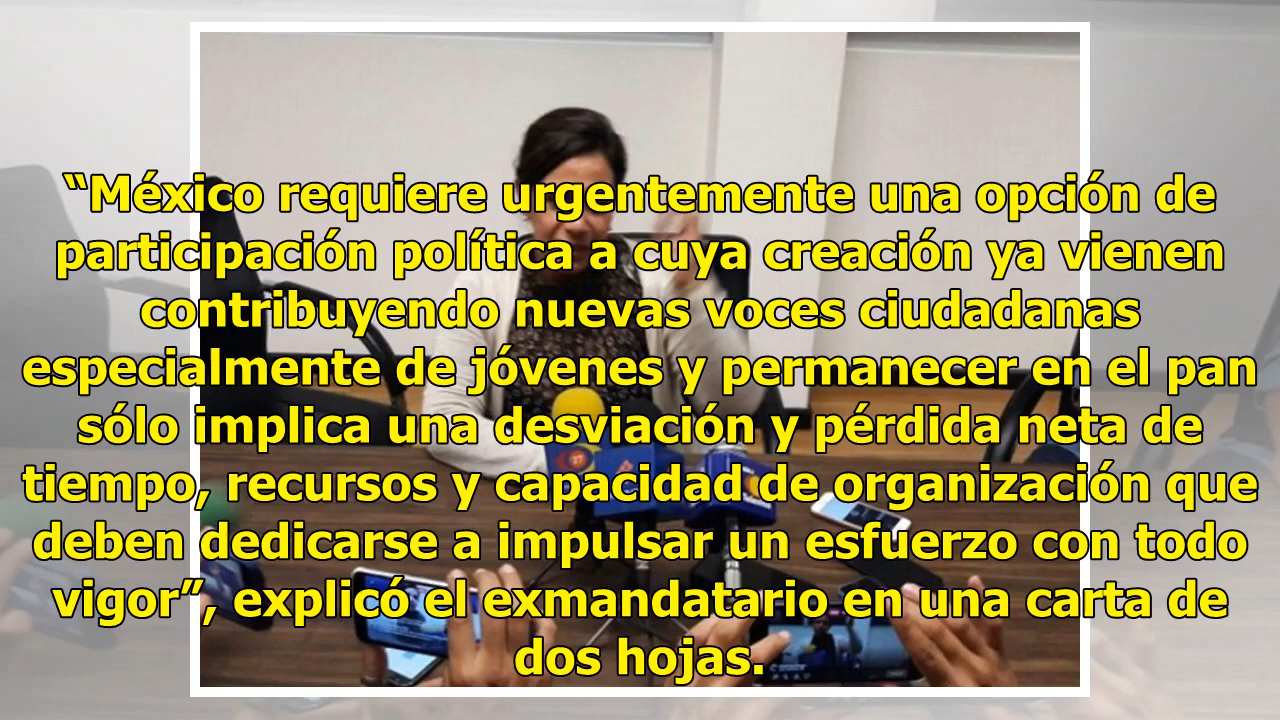 “México requiere urgentemente una opción de
participación política a cuya creación ya vienen
contribuyendo nuevas voces ciudadanas
especialmente de jóvenes y permanecer en el pan
sólo implica una desviación y pérdida neta de
tiempo, recursos y capacidad de organización que
deben dedicarse a impulsar un esfuerzo con todo
vigor”, explicó el exmandatario en una carta de
dos hojas.